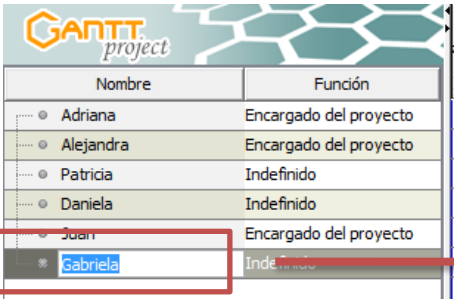 GANTT
project
Nombre Función
Adriana Encargado del proyecto
Alejandra Encargado del proyecto
Patricia Indefinido
Daniela Indefinido
Juan Encargado del proyecto
Gabriela Indefinido